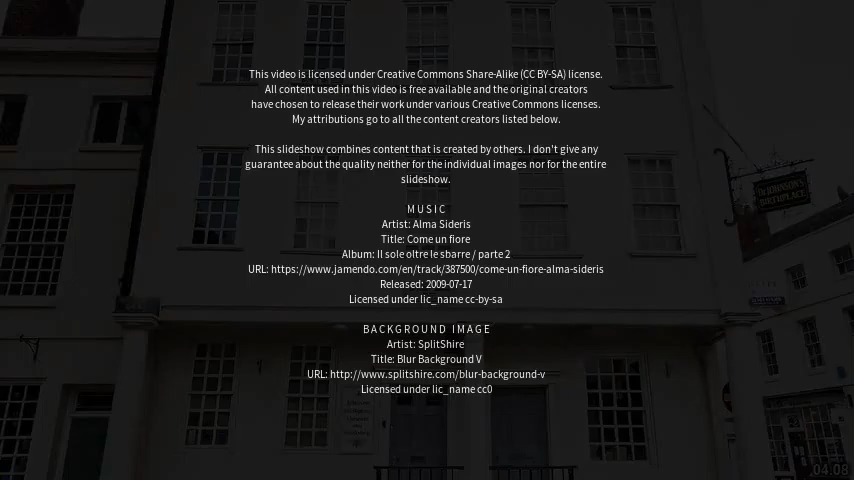 This video is licensed under Creative Commons Share-Alike (CC BY-SA) license.
All content used in this video is free available and the original creators
have chosen to release their work under various Creative Commons licenses.
My attributions go to all the content creators listed below.
This slideshow combines content that is created by others. I don't give any
guarantee about the quality neither for the individual images nor for the entire
slideshow.
MUSIC
Artist: Alma Sideris
Title: Come un fiore
Album: Il sole oltre le sbarre / parte 2
URL: https://www.jamendo.com/en/track/387500/come-un-fiore-alma-sideris
Released: 2009-07-17
Licensed under lic_name cc-by-sa
BACKGROUND IMAGE
Artist: SplitShire
Title: Blur Background V
URL: http://www.splitshire.com/blur-background-v
Licensed under lic_name cc0
Dr JOHNSON'S
BIRTHPLACE
04.08